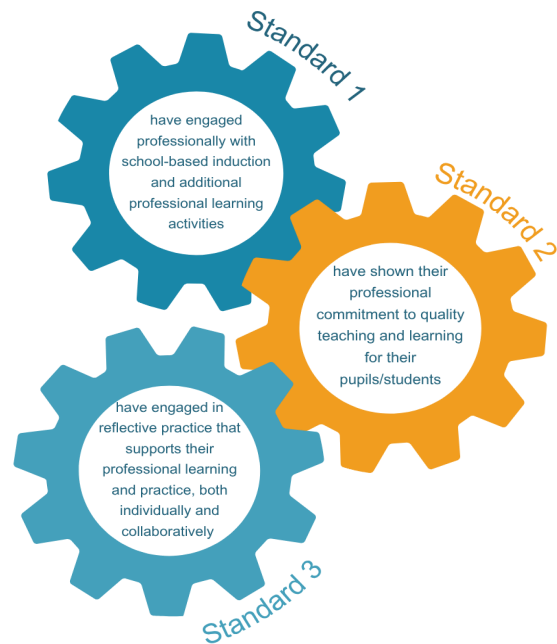 Standard 1
have engaged
professionally with
school-based induction
and additional
professional learning
activities
Standard 2
have shown their
professional
commitment to quality
teaching and learning
for their
pupils/students
have engaged in
reflective practice that
supports their
professional learning
and practice, both
individually and
collaboratively
Standard 3